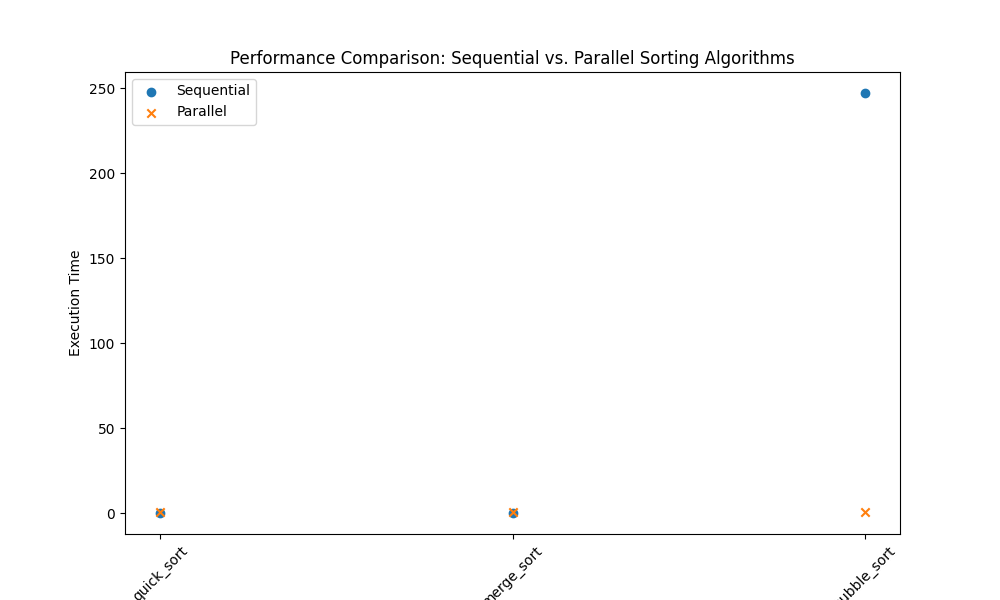 Performance Comparison: Sequential vs. Parallel Sorting Algorithms
Sequential
Parallel
250
200
150
100
50
0
Execution Time
quick_sort
merge_sort
ubble_sort